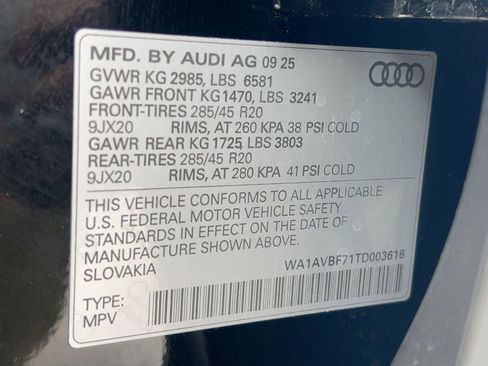 MFD. BY AUDI AG 09 25
GVWR KG 2985, LBS 6581
GAWR FRONT KG1470, LBS 3241
FRONT-TIRES 285/45 R20
9JX20 RIMS, AT 260 KPA 38 PSI COLD
GAWR REAR KG 1725, LBS 3803
REAR-TIRES 285/45 R20
9JX20 RIMS, AT 280 KPA 41 PSI COLD
THIS VEHICLE CONFORMS TO ALL APPLICABLE
U.S. FEDERAL MOTOR VEHICLE SAFETY
STANDARDS IN EFFECT ON THE DATE OF
MANUFACTURE SHOWN ABOVE.
SLOVAKIA WA1AVBF71TD003616
TYPE:
MPV